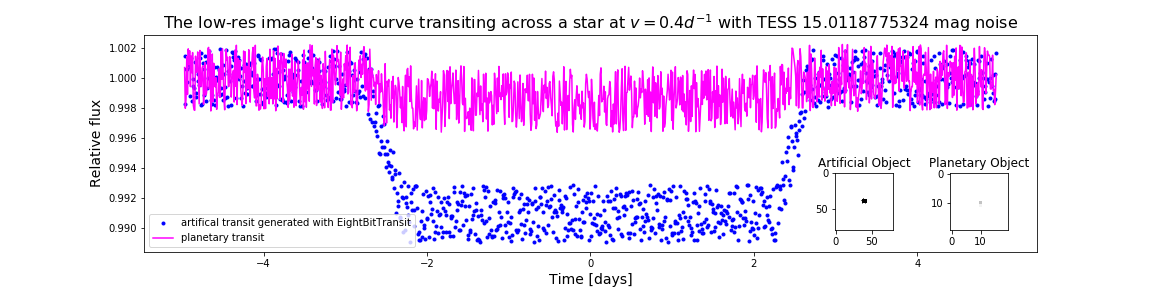 The low-res image's light curve transiting across a star at v = 0.4d⁻¹ with TESS 15.0118775324 mag noise
Relative flux
1.002
1.000
0.998
0.996
0.994
0.992
0.990
artifical transit generated with EightBitTransit
planetary transit
Artificial Object
0
50
0
50
Planetary Object
0
10
0
10
−4
−2
0
2
4
Time [days]